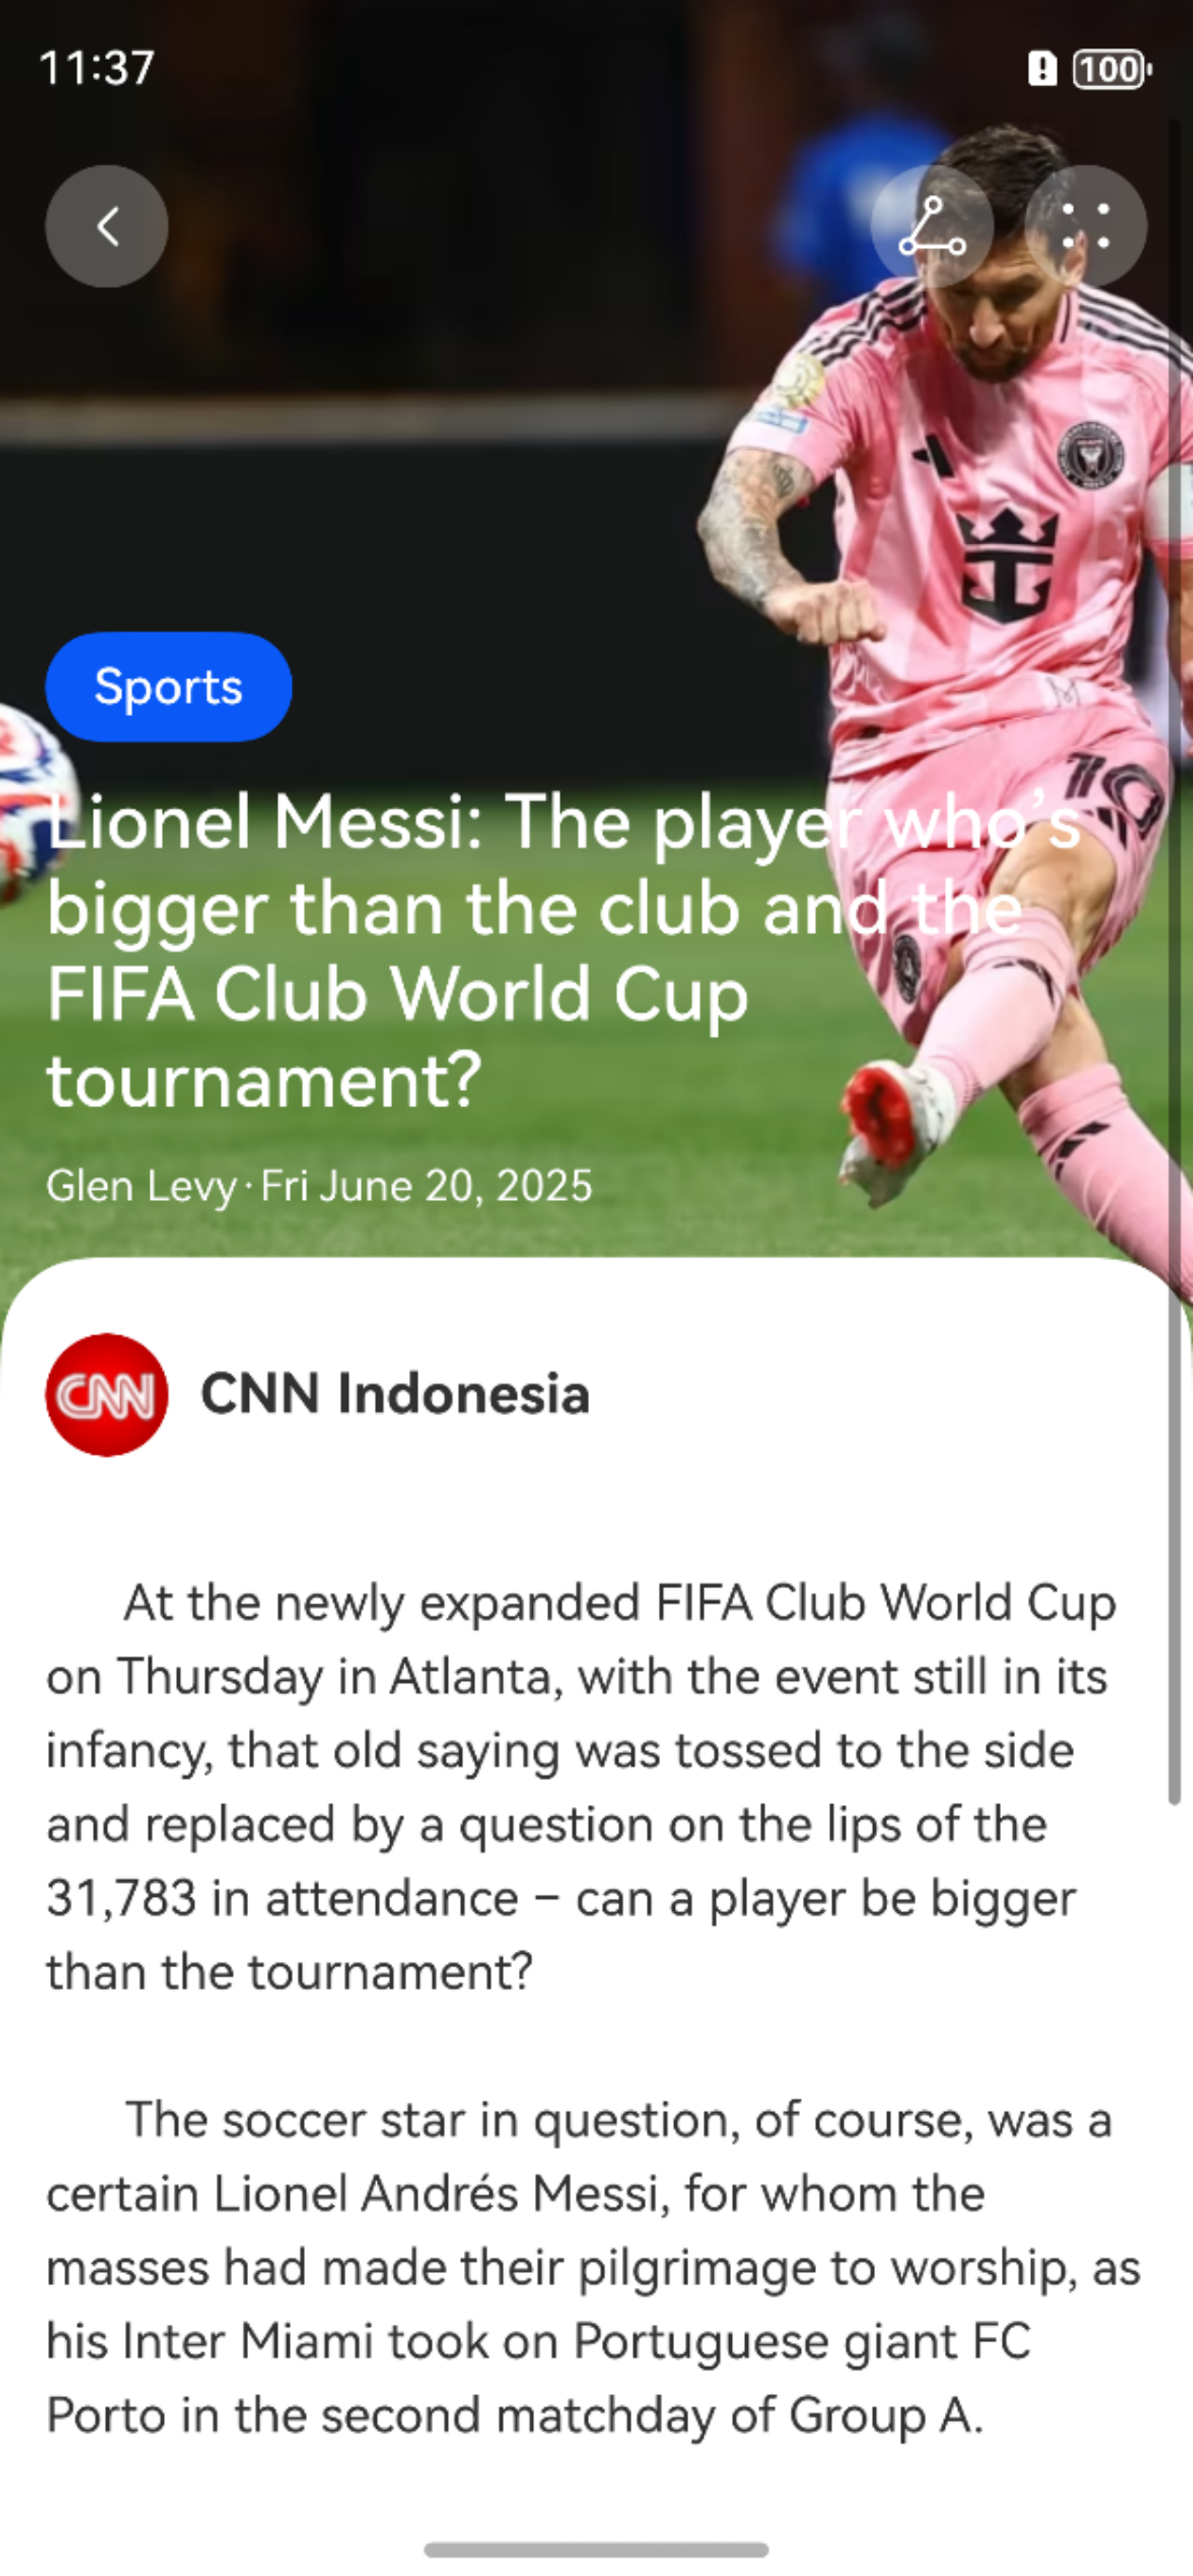 11:37
100
10
Sports
Lionel Messi: The player who’s
bigger than the club and the
FIFA Club World Cup
tournament?
Glen Levy · Fri June 20, 2025
CNN
CNN Indonesia
At the newly expanded FIFA Club World Cup
on Thursday in Atlanta, with the event still in its
infancy, that old saying was tossed to the side
and replaced by a question on the lips of the
31,783 in attendance – can a player be bigger
than the tournament?
The soccer star in question, of course, was a
certain Lionel Andrés Messi, for whom the
masses had made their pilgrimage to worship, as
his Inter Miami took on Portuguese giant FC
Porto in the second matchday of Group A.